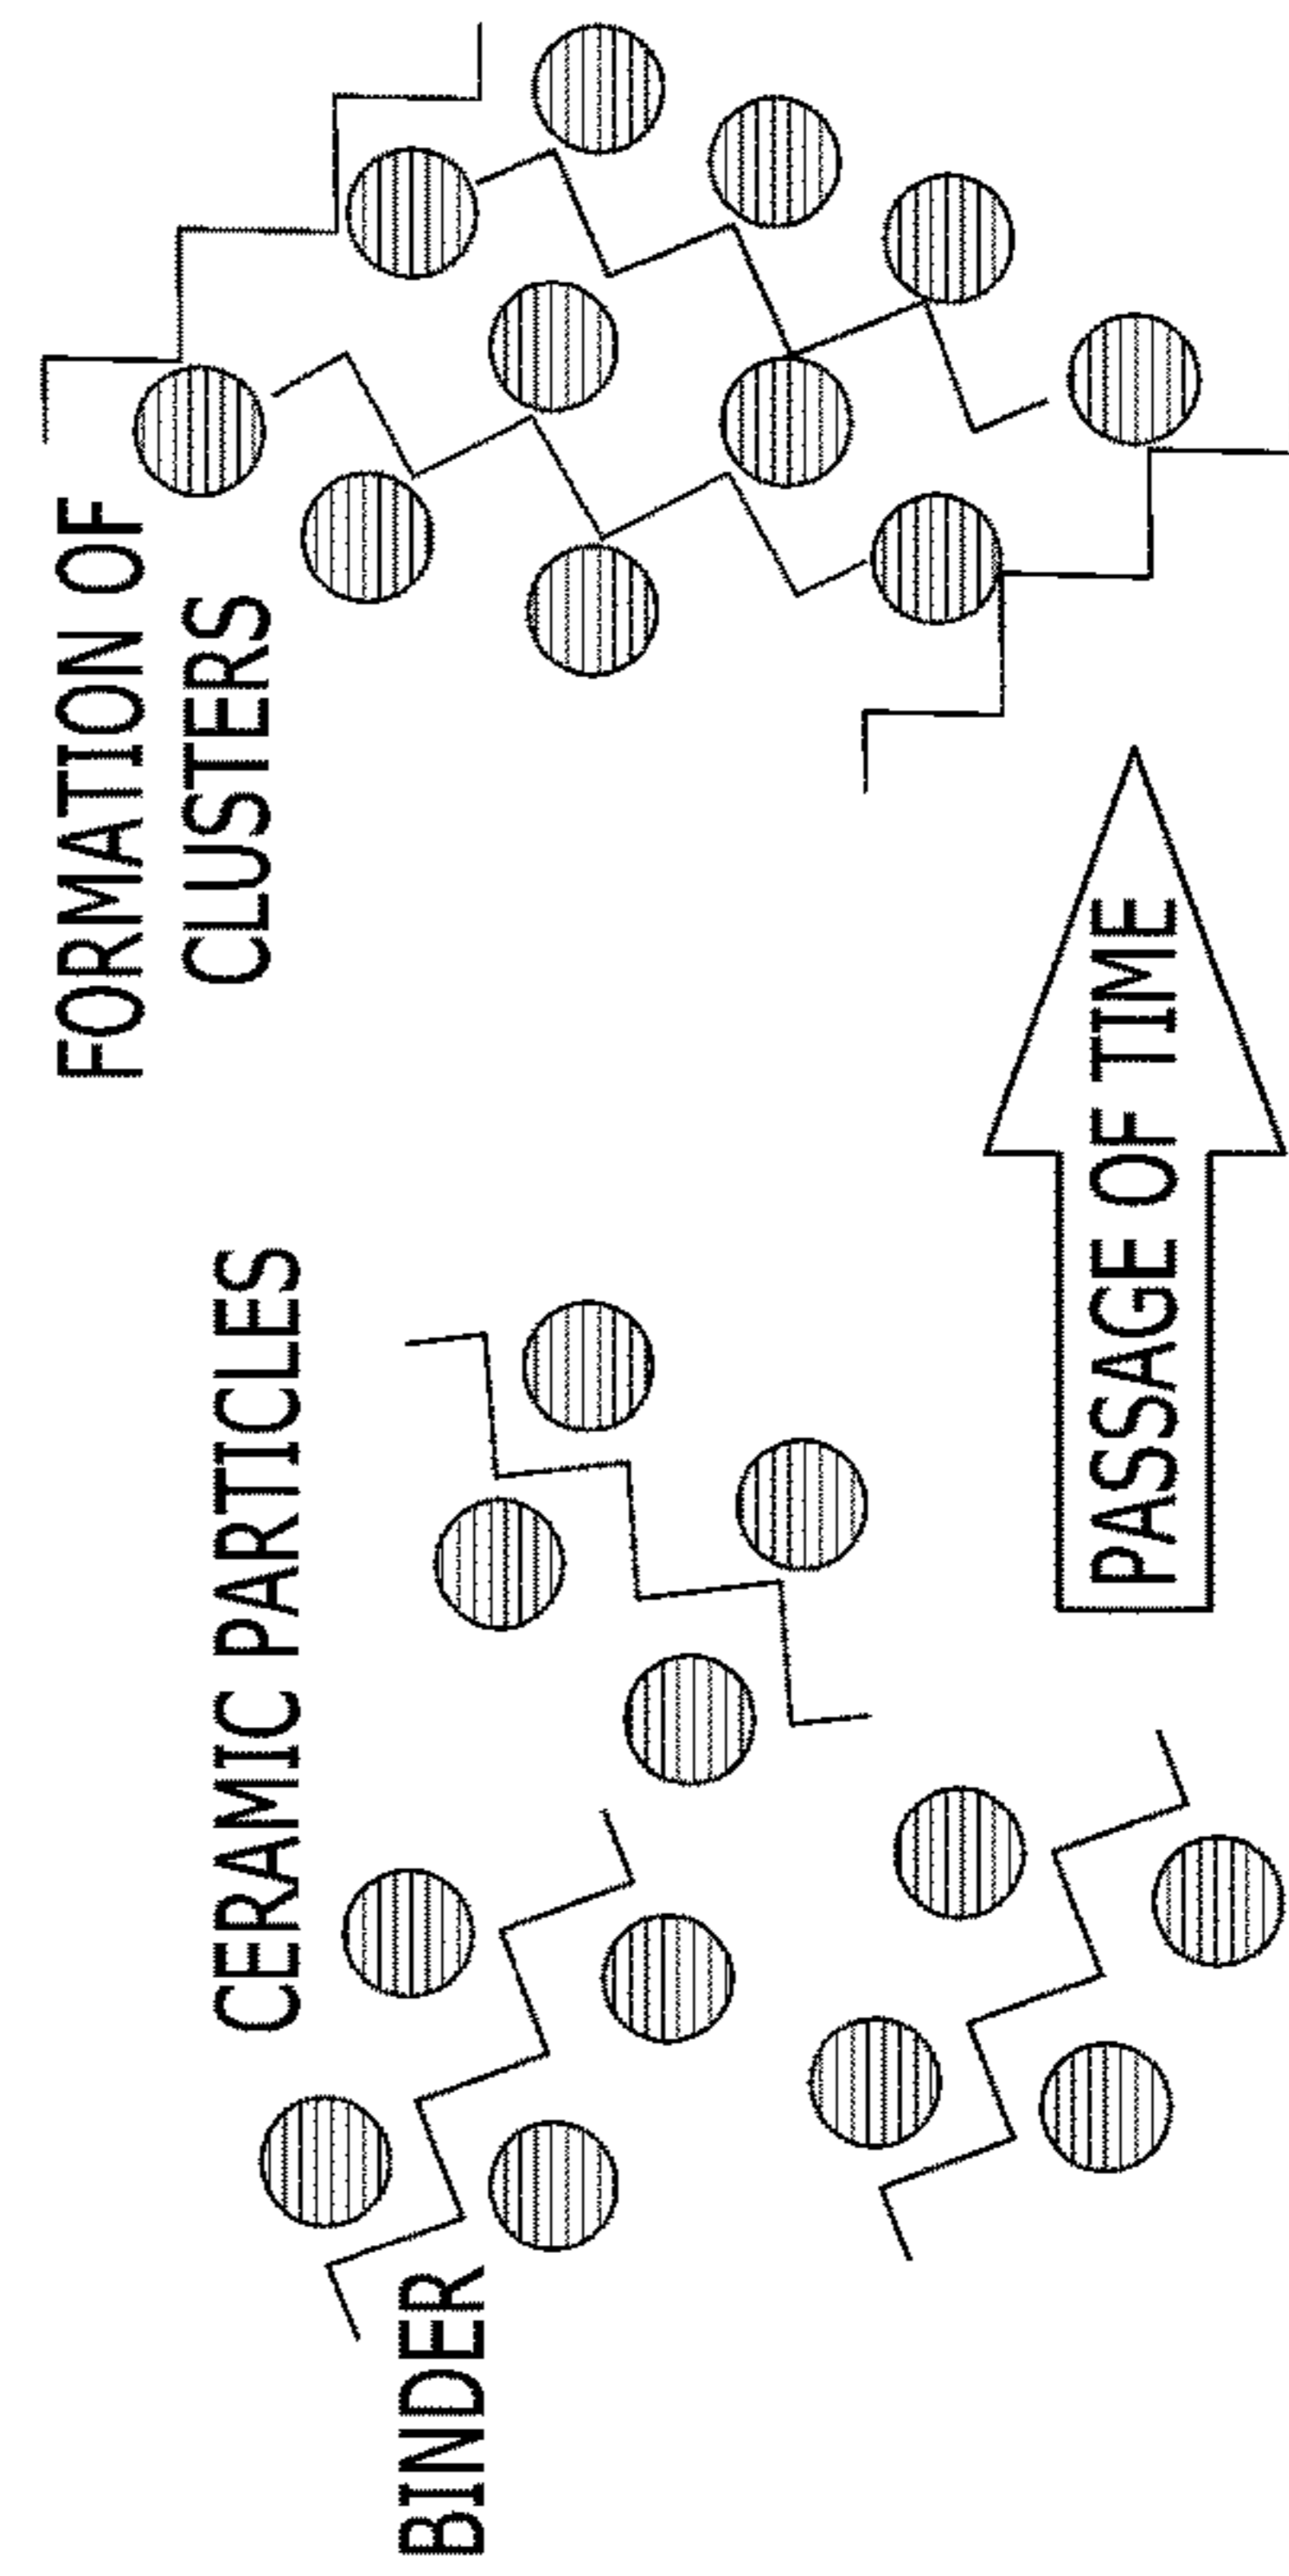 FORMATION OF
CLUSTERS
CERAMIC PARTICLES
BINDER
PASSAGE OF TIME